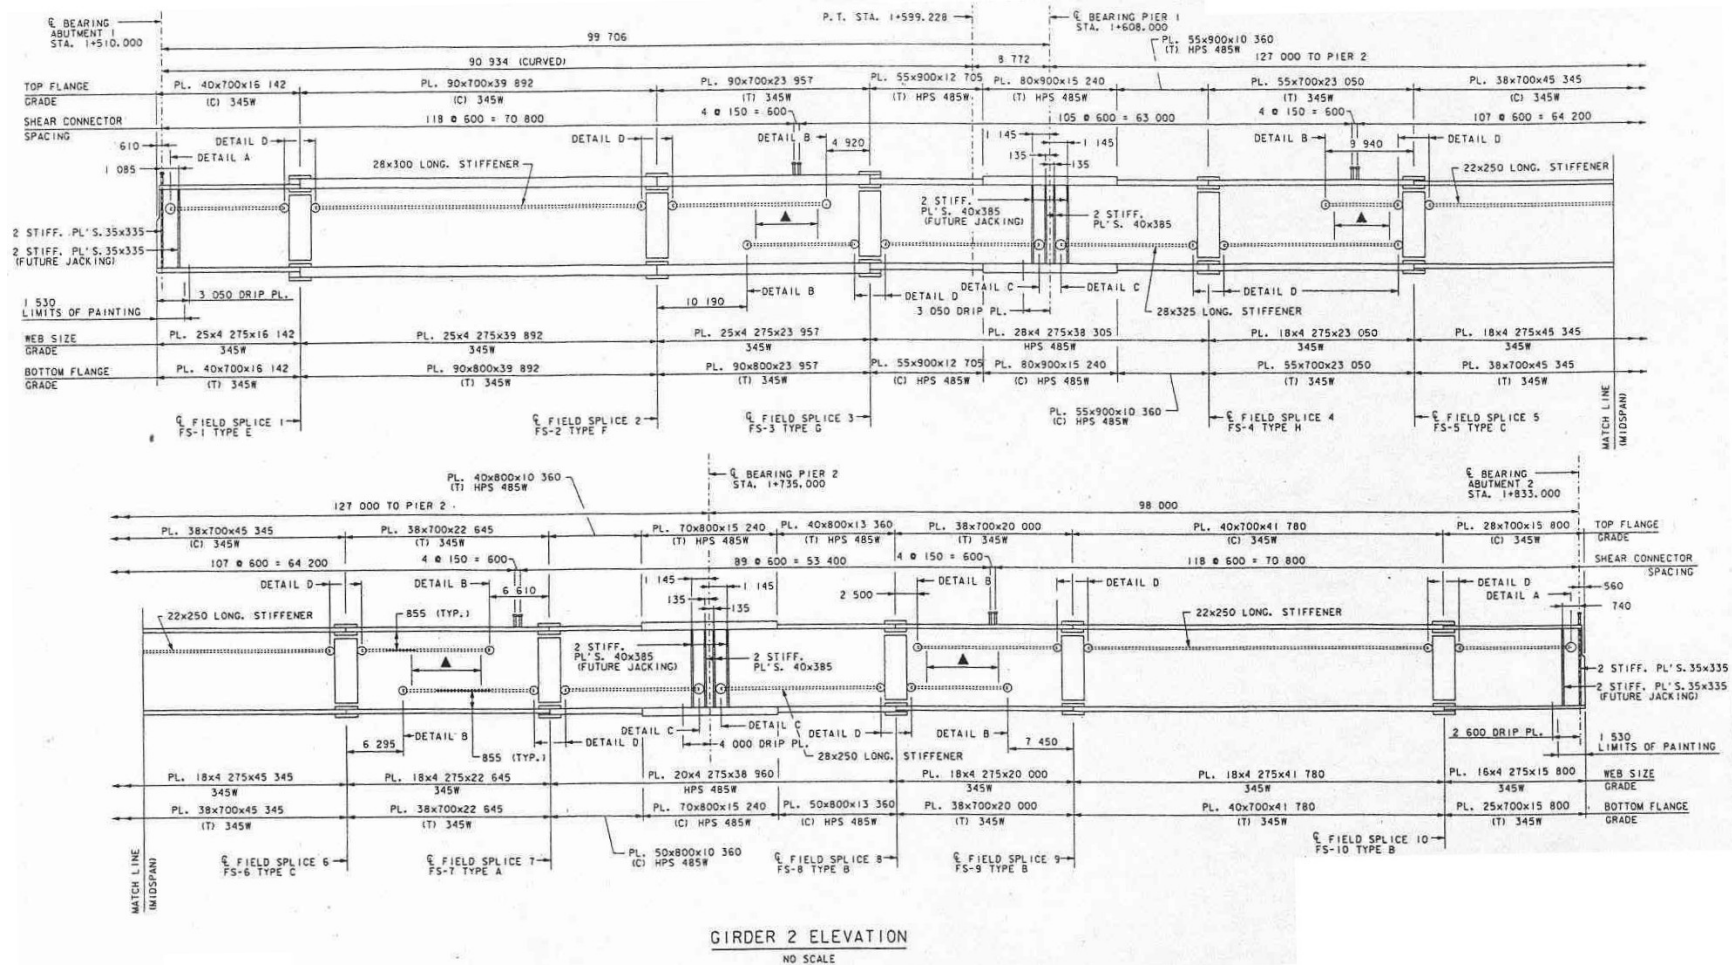 ℄ BEARING
ABUTMENT 1
STA. 1+510.000
P.T. STA. 1+599.228
℄ BEARING PIER 1
STA. 1+608.000
99 706
PL. 55x900x10 360
(T) HPS 485W
90 934 (CURVED)
8 772
127 000 TO PIER 2
TOP FLANGE
GRADE
PL. 40x700x16 142
(C) 345W
PL. 90x700x39 892
(C) 345W
PL. 90x700x23 957
(T) 345W
PL. 55x900x12 705
(T) HPS 485W
PL. 80x900x15 240
(T) HPS 485W
PL. 55x700x23 050
(T) 345W
PL. 38x700x45 345
(C) 345W
SHEAR CONNECTOR
SPACING
118 @ 600 = 70 800
4 @ 150 = 600
105 @ 600 = 63 000
4 @ 150 = 600
107 @ 600 = 64 200
610
DETAIL A
DETAIL D
DETAIL D
DETAIL B
4 920
1 145
1 145
135
135
DETAIL B
DETAIL D
9 940
1 085
28x300 LONG. STIFFENER
22x250 LONG. STIFFENER
2 STIFF. PL'S. 35x335
2 STIFF. PL'S. 35x335
(FUTURE JACKING)
2 STIFF.
PL'S. 40x385
(FUTURE JACKING)
2 STIFF.
PL'S. 40x385
1 530
LIMITS OF PAINTING
3 050 DRIP PL.
10 190
DETAIL B
DETAIL D
DETAIL C
3 050 DRIP PL.
DETAIL C
DETAIL D
28x325 LONG. STIFFENER
WEB SIZE
GRADE
PL. 25x4 275x16 142
345W
PL. 25x4 275x39 892
345W
PL. 25x4 275x23 957
345W
PL. 28x4 275x38 305
HPS 485W
PL. 18x4 275x23 050
345W
PL. 18x4 275x45 345
345W
BOTTOM FLANGE
GRADE
PL. 40x700x16 142
(T) 345W
PL. 90x800x39 892
(T) 345W
PL. 90x800x23 957
(T) 345W
PL. 55x900x12 705
(C) HPS 485W
PL. 80x900x15 240
(C) HPS 485W
PL. 55x700x23 050
(T) 345W
PL. 38x700x45 345
(T) 345W
℄ FIELD SPLICE 1
FS-1 TYPE E
℄ FIELD SPLICE 2
FS-2 TYPE F
℄ FIELD SPLICE 3
FS-3 TYPE G
PL. 55x900x10 360
(C) HPS 485W
℄ FIELD SPLICE 4
FS-4 TYPE H
℄ FIELD SPLICE 5
FS-5 TYPE C
MATCH LINE
(MIDSPAN)
PL. 40x800x10 360
(T) HPS 485W
℄ BEARING PIER 2
STA. 1+735.000
℄ BEARING
ABUTMENT 2
STA. 1+833.000
127 000 TO PIER 2
98 000
PL. 38x700x45 345
(C) 345W
PL. 38x700x22 645
(T) 345W
PL. 70x800x15 240
(T) HPS 485W
PL. 40x800x13 360
(T) HPS 485W
PL. 38x700x20 000
(T) 345W
PL. 40x700x41 780
(C) 345W
PL. 28x700x15 800
(C) 345W
TOP FLANGE
GRADE
107 @ 600 = 64 200
4 @ 150 = 600
89 @ 600 = 53 400
4 @ 150 = 600
118 @ 600 = 70 800
SHEAR CONNECTOR
SPACING
DETAIL D
DETAIL B
6 610
1 145
1 145
135
135
2 500
DETAIL B
DETAIL D
DETAIL D
DETAIL A
560
740
22x250 LONG. STIFFENER
855 (TYP.)
22x250 LONG. STIFFENER
2 STIFF.
PL'S. 40x385
(FUTURE JACKING)
2 STIFF.
PL'S. 40x385
2 STIFF. PL'S. 35x335
2 STIFF. PL'S. 35x335
(FUTURE JACKING)
6 295
DETAIL B
855 (TYP.)
DETAIL D
DETAIL C
4 000 DRIP PL.
DETAIL C
DETAIL D
28x250 LONG. STIFFENER
DETAIL B
7 450
2 600 DRIP PL.
1 530
LIMITS OF PAINTING
PL. 18x4 275x45 345
345W
PL. 18x4 275x22 645
345W
PL. 20x4 275x38 960
HPS 485W
PL. 18x4 275x20 000
345W
PL. 18x4 275x41 780
345W
PL. 16x4 275x15 800
345W
WEB SIZE
GRADE
PL. 38x700x45 345
(T) 345W
PL. 38x700x22 645
(T) 345W
PL. 70x800x15 240
(C) HPS 485W
PL. 50x800x13 360
(C) HPS 485W
PL. 38x700x20 000
(T) 345W
PL. 40x700x41 780
(T) 345W
PL. 25x700x15 800
(T) 345W
BOTTOM FLANGE
GRADE
MATCH LINE
(MIDSPAN)
℄ FIELD SPLICE 6
FS-6 TYPE C
℄ FIELD SPLICE 7
FS-7 TYPE A
PL. 50x800x10 360
(C) HPS 485W
℄ FIELD SPLICE 8
FS-8 TYPE B
℄ FIELD SPLICE 9
FS-9 TYPE B
℄ FIELD SPLICE 10
FS-10 TYPE B
GIRDER 2 ELEVATION
NO SCALE